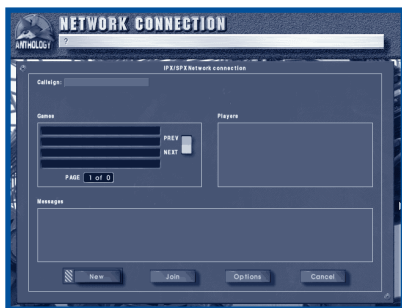 NETWORK CONNECTION
ANTHOLOGY
?
IPX/SPX Network connection
Callsign:
Games
Players
PREV
NEXT
PAGE 1 of 0
Messages
New Join Options Cancel